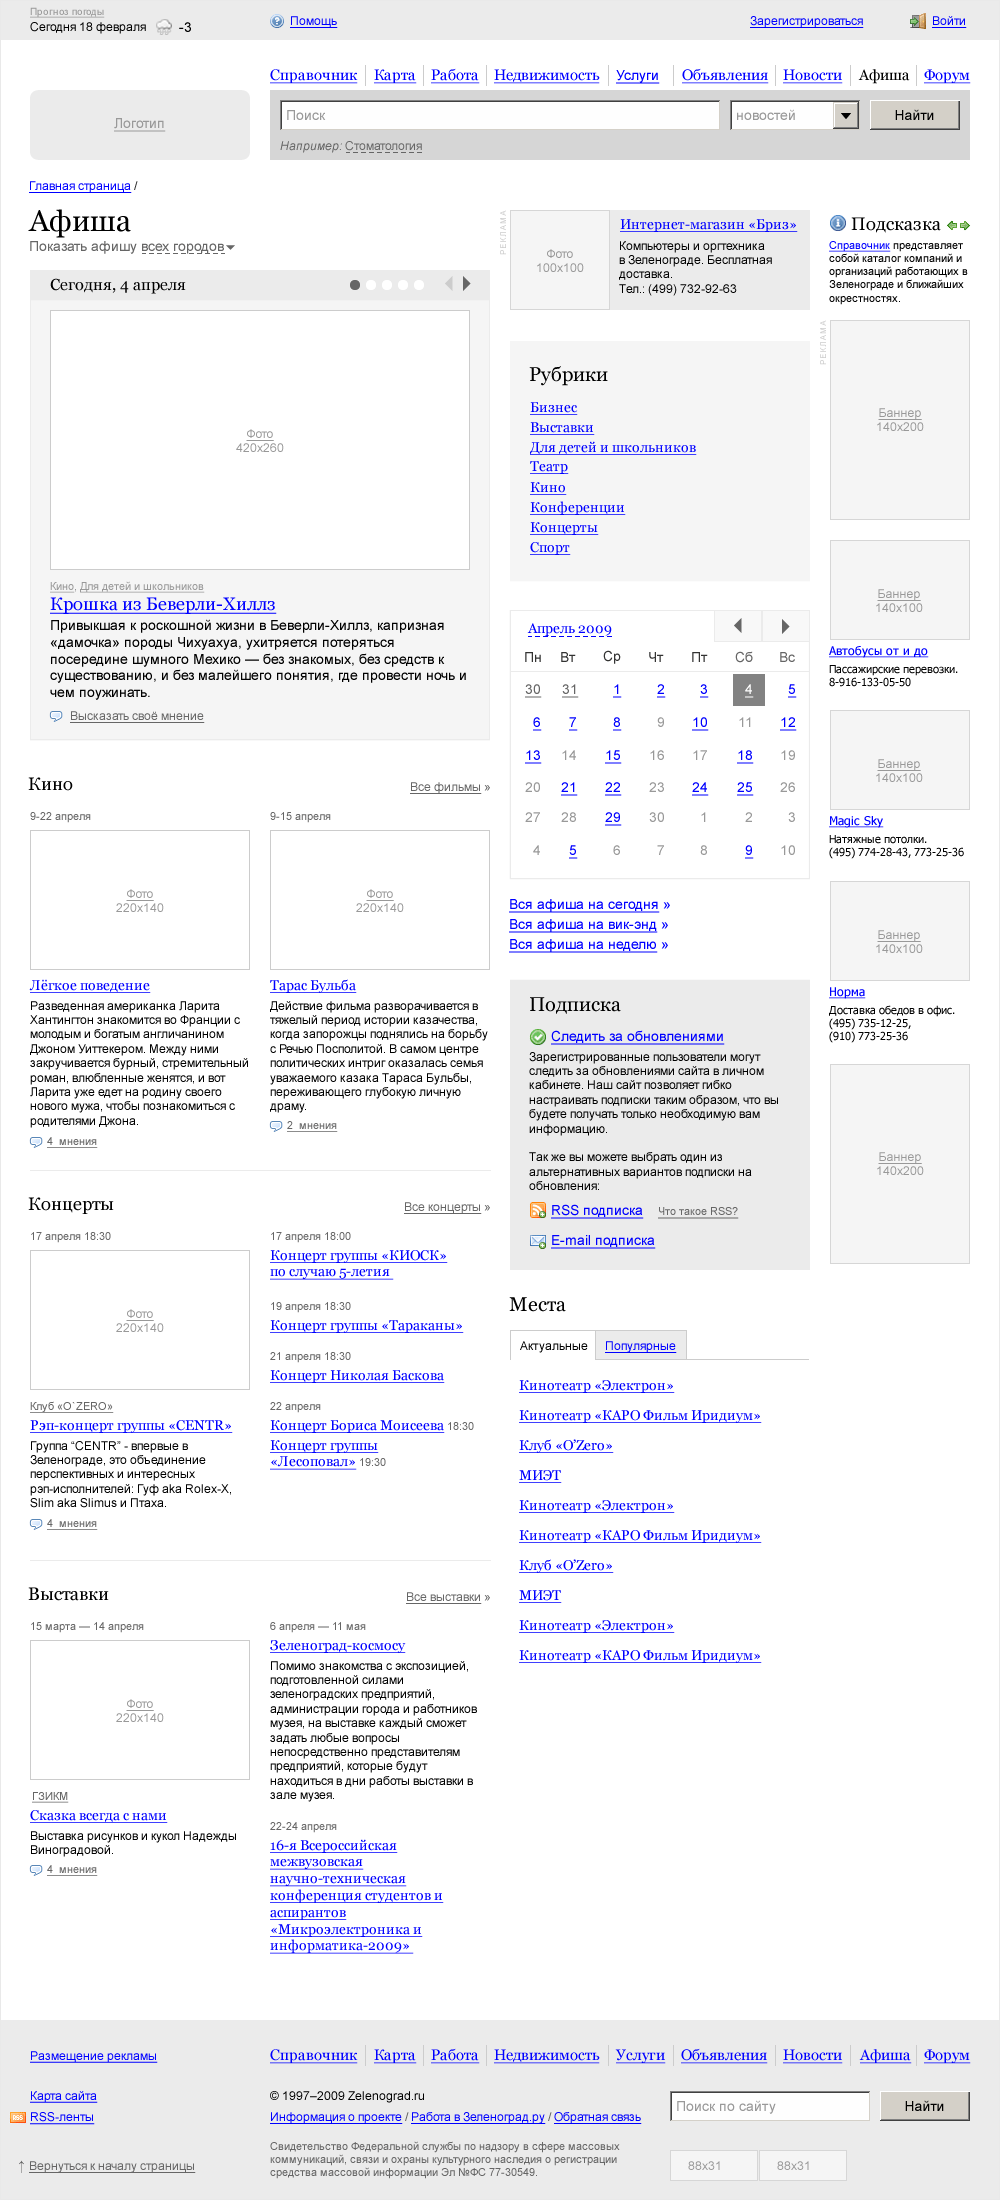 Прогноз погоды
Сегодня 18 февраля -3
Помощь
Зарегистрироваться
Войти
Справочник Карта Работа Недвижимость Услуги Объявления Новости Афиша Форум
Логотип
Поиск
новостей
Найти
Например: Стоматология
Главная страница /
Афиша
Показать афишу всех городов
Сегодня, 4 апреля
Фото
420x260
Кино, Для детей и школьников
Крошка из Беверли-Хиллз
Привыкшая к роскошной жизни в Беверли-Хиллз, капризная
«дамочка» породы Чихуахуа, ухитряется потеряться
посередине шумного Мехико — без знакомых, без средств к
существованию, и без малейшего понятия, где провести ночь и
чем поужинать.
Высказать своё мнение
Кино
Все фильмы »
9-22 апреля
Фото
220x140
Лёгкое поведение
Разведенная американка Ларита
Хантингтон знакомится во Франции с
молодым и богатым англичанином
Джоном Уиттекером. Между ними
закручивается бурный, стремительный
роман, влюбленные женятся, и вот
Ларита уже едет на родину своего
нового мужа, чтобы познакомиться с
родителями Джона.
4 мнения
9-15 апреля
Фото
220x140
Тарас Бульба
Действие фильма разворачивается в
тяжелый период истории казачества,
когда запорожцы поднялись на борьбу
с Речью Посполитой. В самом центре
политических интриг оказалась семья
уважаемого казака Тараса Бульбы,
переживающего глубокую личную
драму.
2 мнения
Концерты
Все концерты »
17 апреля 18:30
Фото
220x140
Клуб «O`ZERO»
Рэп-концерт группы «CENTR»
Группа “CENTR” - впервые в
Зеленограде, это объединение
перспективных и интересных
рэп-исполнителей: Гуф aka Rolex-X,
Slim aka Slimus и Птаха.
4 мнения
17 апреля 18:00
Концерт группы «КИОСК»
по случаю 5-летия
19 апреля 18:30
Концерт группы «Тараканы»
21 апреля 18:30
Концерт Николая Баскова
22 апреля
Концерт Бориса Моисеева 18:30
Концерт группы
«Лесоповал» 19:30
Выставки
Все выставки »
15 марта — 14 апреля
Фото
220x140
ГЗИКМ
Сказка всегда с нами
Выставка рисунков и кукол Надежды
Виноградовой.
4 мнения
6 апреля — 11 мая
Зеленоград-космосу
Помимо знакомства с экспозицией,
подготовленной силами
зеленоградских предприятий,
администрации города и работников
музея, на выставке каждый сможет
задать любые вопросы
непосредственно представителям
предприятий, которые будут
находиться в дни работы выставки в
зале музея.
22-24 апреля
16-я Всероссийская
межвузовская
научно-техническая
конференция студентов и
аспирантов
«Микроэлектроника и
информатика-2009»
РЕКЛАМА
Фото
100x100
Интернет-магазин «Бриз»
Компьютеры и оргтехника
в Зеленограде. Бесплатная
доставка.
Тел.: (499) 732-92-63
Рубрики
Бизнес
Выставки
Для детей и школьников
Театр
Кино
Конференции
Концерты
Спорт
Апрель 2009
Пн Вт Ср Чт Пт Сб Вс
30 31 1 2 3 4 5
6 7 8 9 10 11 12
13 14 15 16 17 18 19
20 21 22 23 24 25 26
27 28 29 30 1 2 3
4 5 6 7 8 9 10
Вся афиша на сегодня »
Вся афиша на вик-энд »
Вся афиша на неделю »
Подписка
Следить за обновлениями
Зарегистрированные пользователи могут
следить за обновлениями сайта в личном
кабинете. Наш сайт позволяет гибко
настраивать подписки таким образом, что вы
будете получать только необходимую вам
информацию.
Так же вы можете выбрать один из
альтернативных вариантов подписки на
обновления:
RSS подписка Что такое RSS?
E-mail подписка
Места
Актуальные Популярные
Кинотеатр «Электрон»
Кинотеатр «КАРО Фильм Иридиум»
Клуб «O’Zero»
МИЭТ
Кинотеатр «Электрон»
Кинотеатр «КАРО Фильм Иридиум»
Клуб «O’Zero»
МИЭТ
Кинотеатр «Электрон»
Кинотеатр «КАРО Фильм Иридиум»
Подсказка
Справочник представляет
собой каталог компаний и
организаций работающих в
Зеленограде и ближайших
окрестностях.
РЕКЛАМА
Баннер
140x200
Баннер
140x100
Автобусы от и до
Пассажирские перевозки.
8-916-133-05-50
Баннер
140x100
Magic Sky
Натяжные потолки.
(495) 774-28-43, 773-25-36
Баннер
140x100
Норма
Доставка обедов в офис.
(495) 735-12-25,
(910) 773-25-36
Баннер
140x200
Размещение рекламы
Справочник Карта Работа Недвижимость Услуги Объявления Новости Афиша Форум
Карта сайта
RSS-ленты
↑ Вернуться к началу страницы
© 1997–2009 Zelenograd.ru
Информация о проекте / Работа в Зеленоград.ру / Обратная связь
Свидетельство Федеральной службы по надзору в сфере массовых
коммуникаций, связи и охраны культурного наследия о регистрации
средства массовой информации Эл №ФС 77-30549.
Поиск по сайту
Найти
88x31 88x31